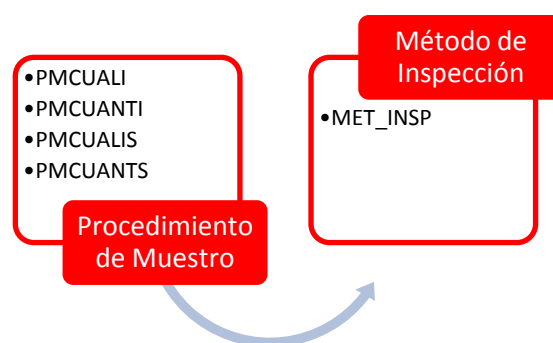 •PMCUALI
•PMCUANTI
•PMCUALIS
•PMCUANTS
Procedimiento
de Muestro
Método de
Inspección
•MET_INSP